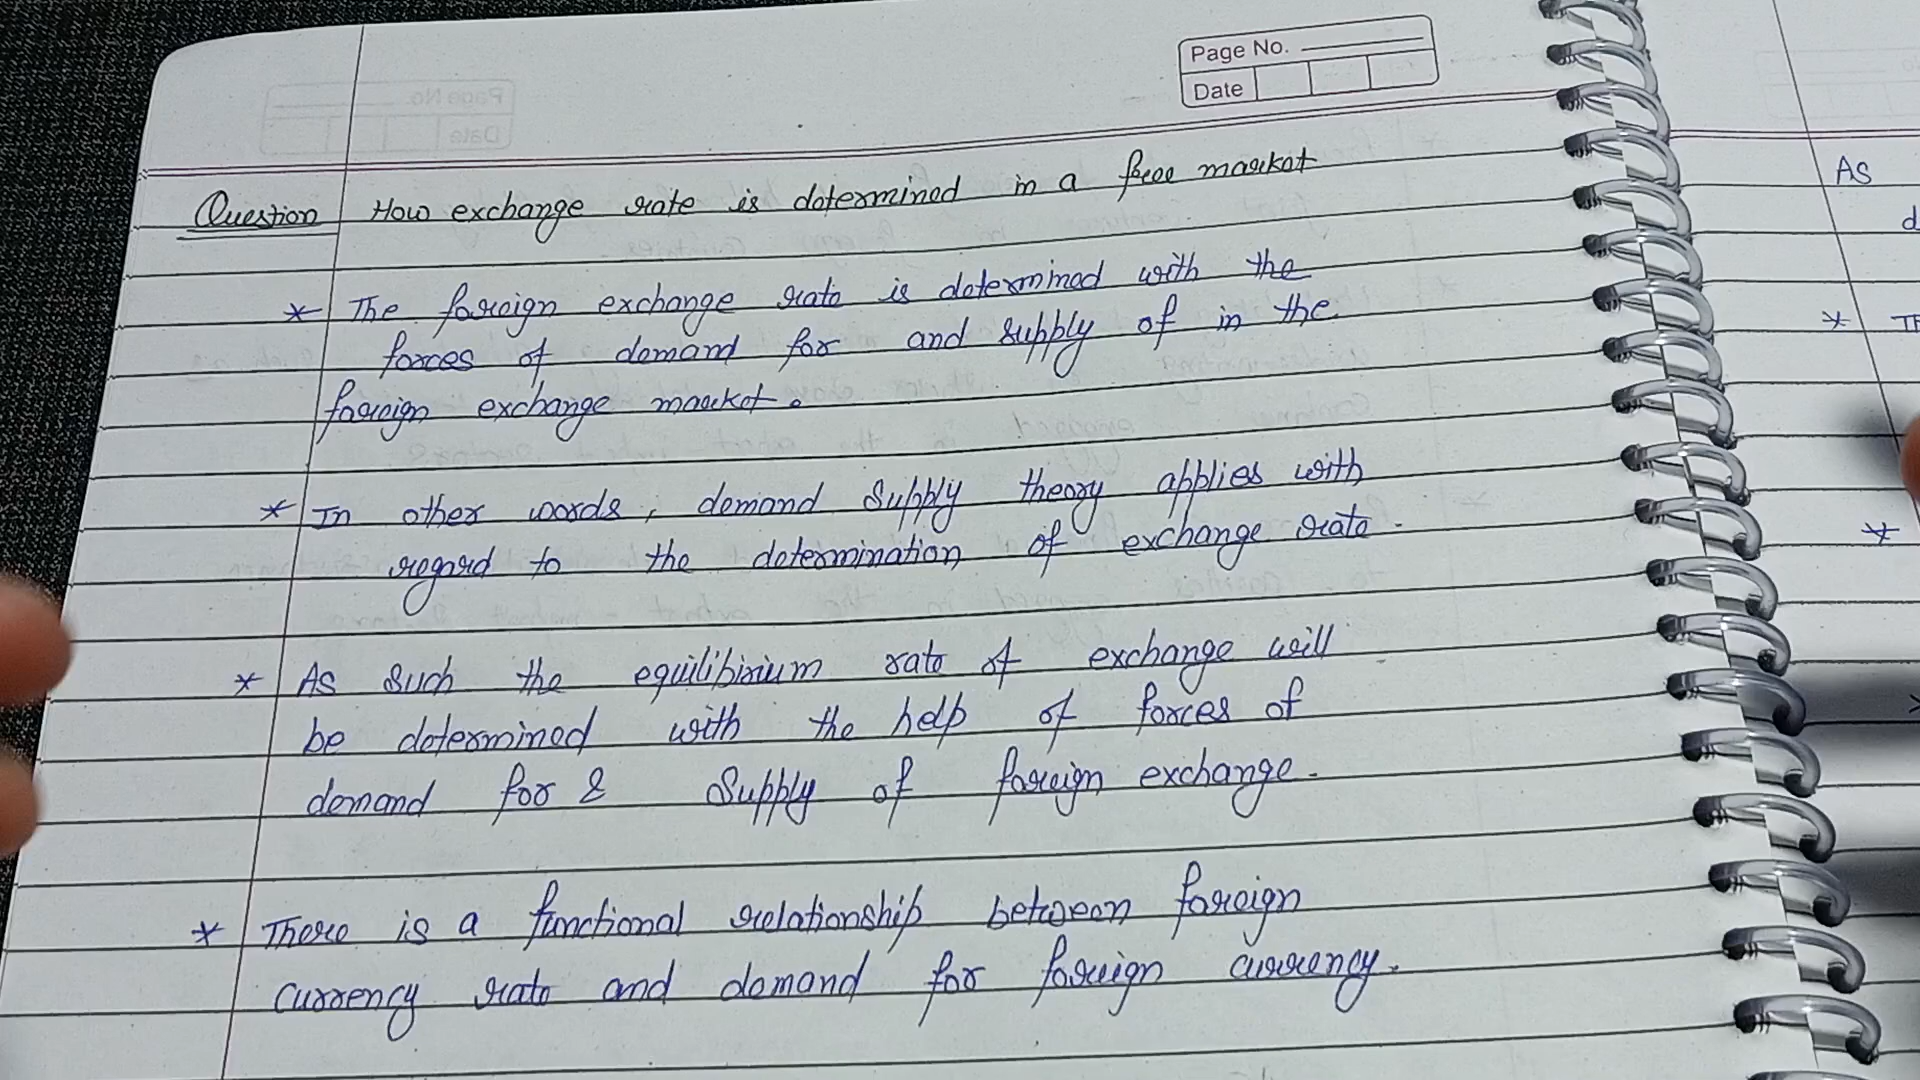 Page No.
Date
Question How exchange rate is determined in a free market
* The foreign exchange rate is determined with the
forces of demand for and supply of in the
foreign exchange market.
* In other words, demand supply theory applies with
regard to the determination of exchange rate.
* As such the equilibirium rate of exchange will
be determined with the help of forces of
demand for & supply of foreign exchange.
* There is a functional relationship between foreign
currency rate and demand for foreign currency.
As
d
* Th
*